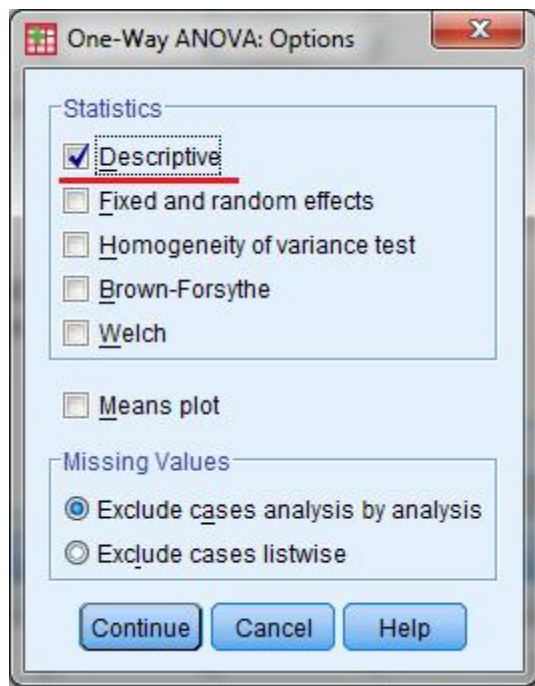 One-Way ANOVA: Options
Statistics
Descriptive
Fixed and random effects
Homogeneity of variance test
Brown-Forsythe
Welch
Means plot
Missing Values
Exclude cases analysis by analysis
Exclude cases listwise
Continue Cancel Help